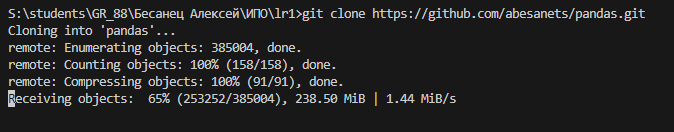 S:\students\GR_88\Бесанец Алексей\ИПО\lr1>git clone https://github.com/abesanets/pandas.git
Cloning into 'pandas'...
remote: Enumerating objects: 385004, done.
remote: Counting objects: 100% (158/158), done.
remote: Compressing objects: 100% (91/91), done.
Receiving objects:  65% (253252/385004), 238.50 MiB | 1.44 MiB/s